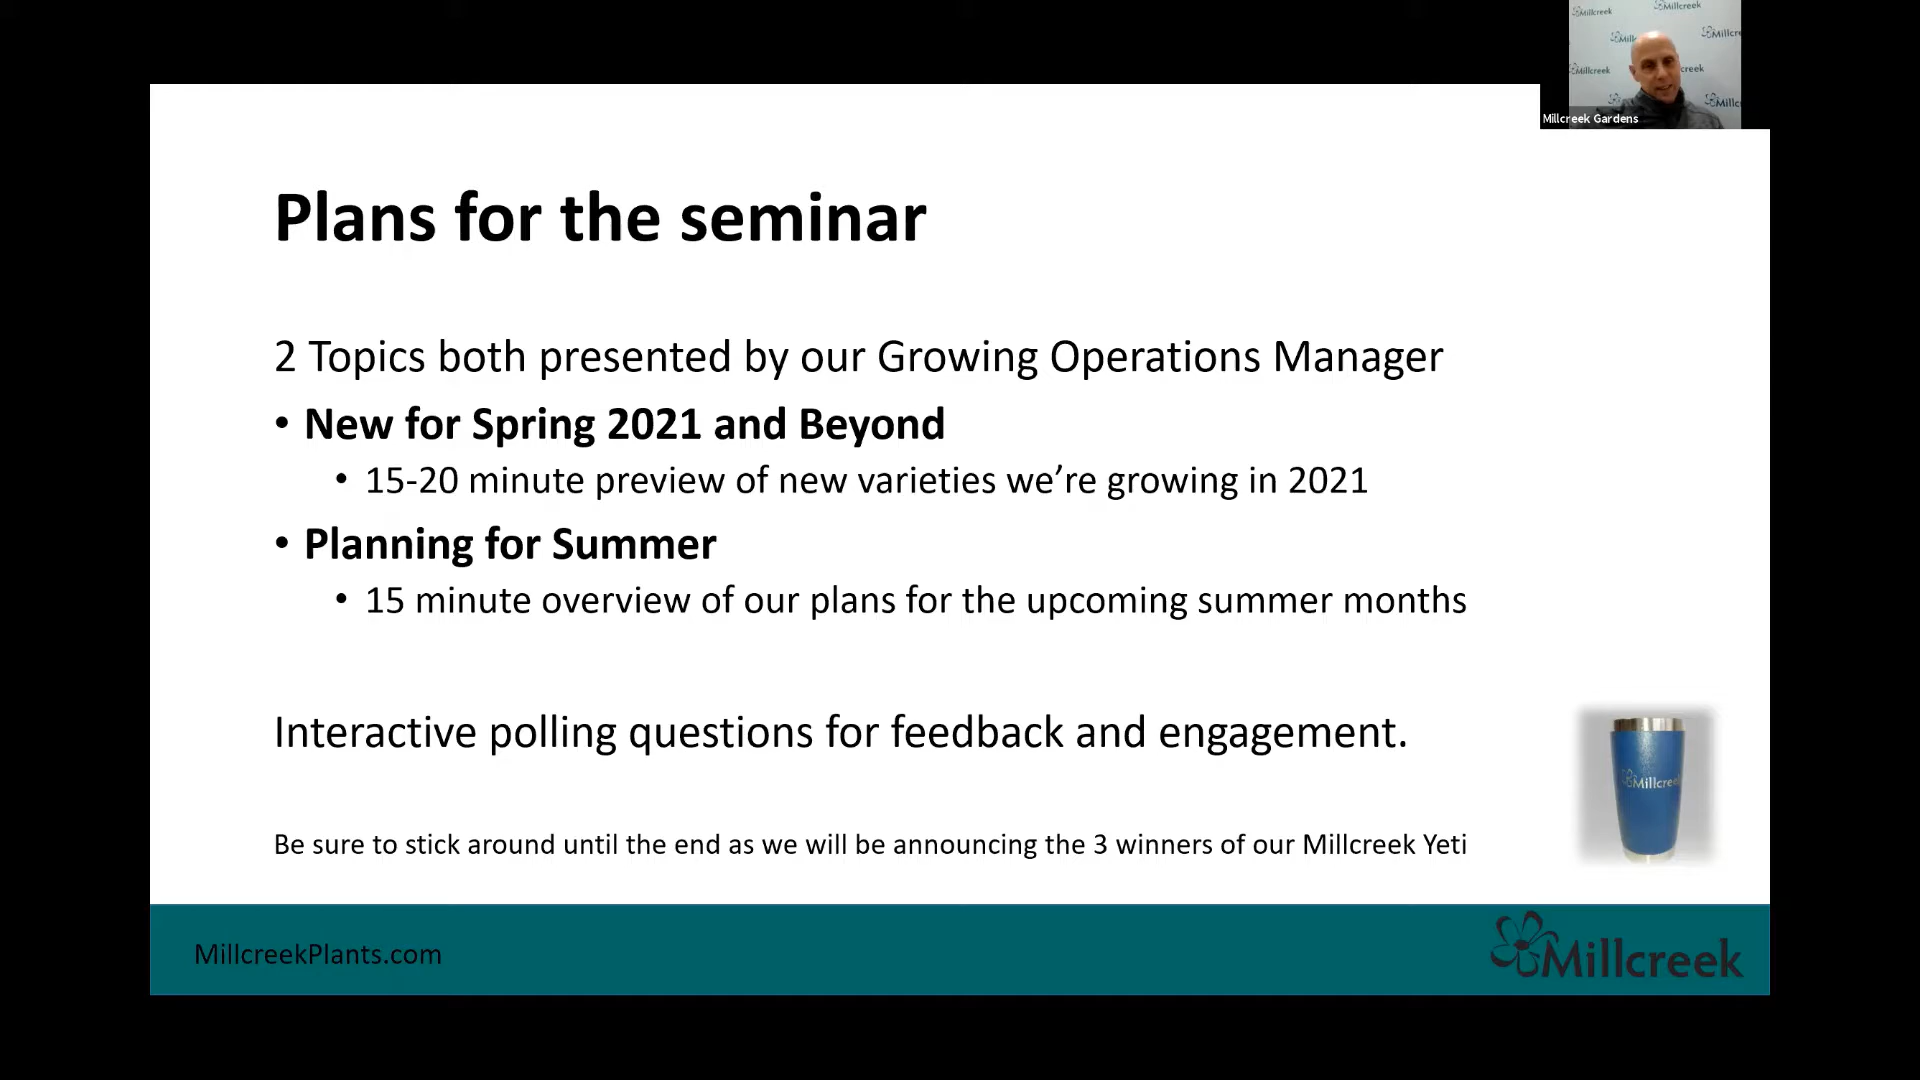 Millcreek
Millcreek
Millcreek Gardens
Plans for the seminar
2 Topics both presented by our Growing Operations Manager
• New for Spring 2021 and Beyond
• 15-20 minute preview of new varieties we’re growing in 2021
• Planning for Summer
• 15 minute overview of our plans for the upcoming summer months
Interactive polling questions for feedback and engagement.
Millcreek
Be sure to stick around until the end as we will be announcing the 3 winners of our Millcreek Yeti
MillcreekPlants.com
Millcreek